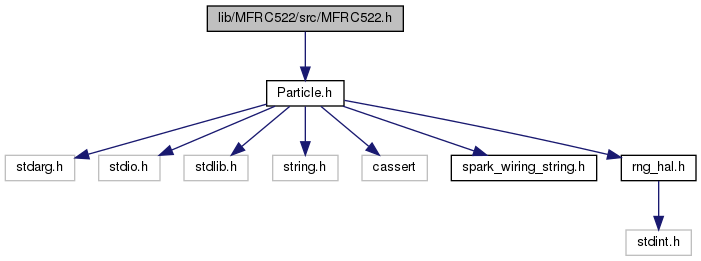 lib/MFRC522/src/MFRC522.h
Particle.h
stdarg.h
stdio.h
stdlib.h
string.h
cassert
spark_wiring_string.h
rng_hal.h
stdint.h